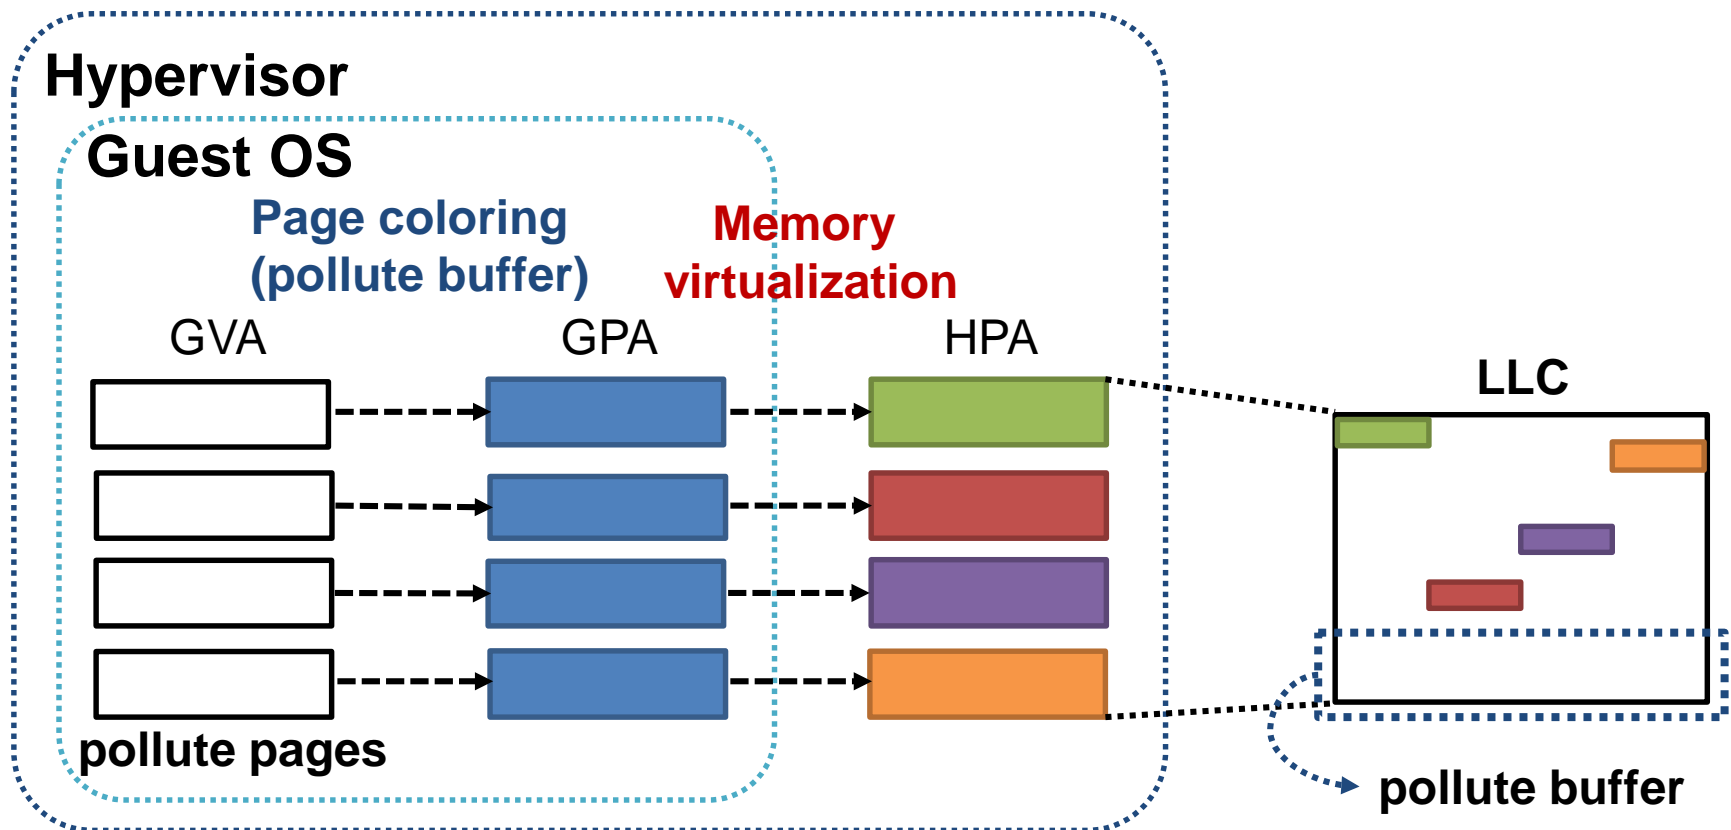 Hypervisor
Guest OS
Page coloring
(pollute buffer)
Memory
virtualization
GVA
GPA
HPA
LLC
pollute pages
pollute buffer